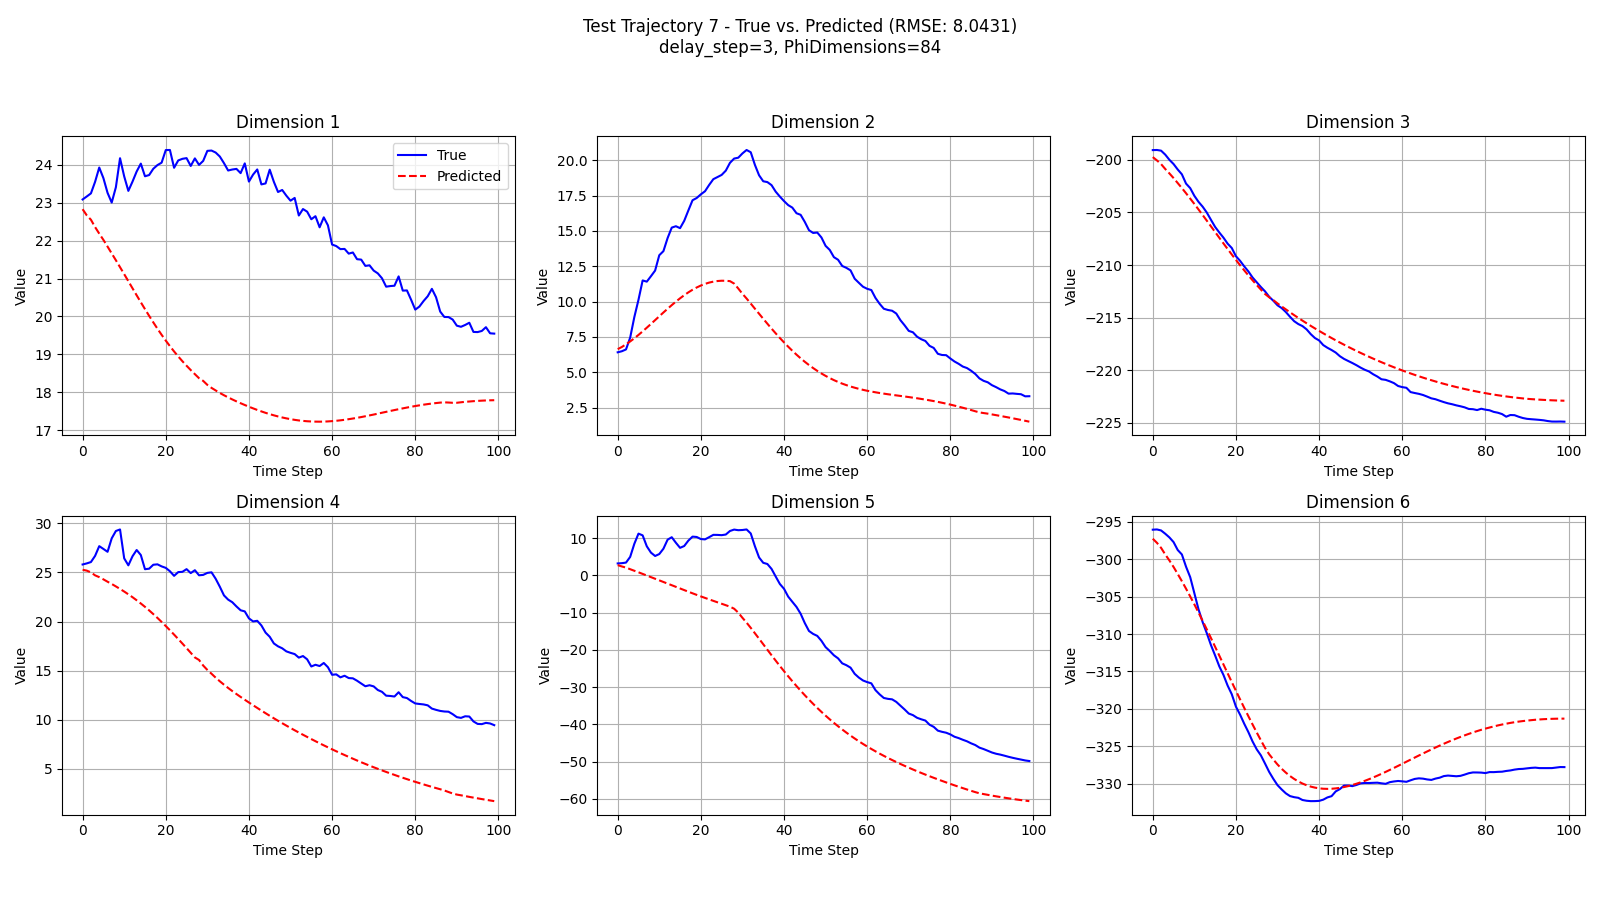 Test Trajectory 7 - True vs. Predicted (RMSE: 8.0431)
delay_step=3, PhiDimensions=84
Dimension 1
Value
24
23
22
21
20
19
18
17
0 20 40 60 80 100
Time Step
True
Predicted
Dimension 2
Value
20.0
17.5
15.0
12.5
10.0
7.5
5.0
2.5
0 20 40 60 80 100
Time Step
Dimension 3
Value
−200
−205
−210
−215
−220
−225
0 20 40 60 80 100
Time Step
Dimension 4
Value
30
25
20
15
10
5
0 20 40 60 80 100
Time Step
Dimension 5
Value
10
0
−10
−20
−30
−40
−50
−60
0 20 40 60 80 100
Time Step
Dimension 6
Value
−295
−300
−305
−310
−315
−320
−325
−330
0 20 40 60 80 100
Time Step